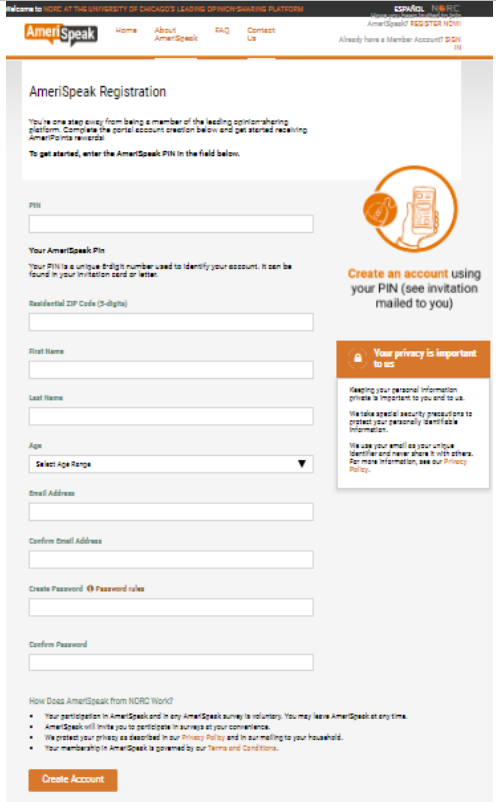 Welcome to NORC AT THE UNIVERSITY OF CHICAGO'S LEADING OPINION-SHARING PLATFORM
ESPAÑOL NORC
AmeriSpeak
Home
About AmeriSpeak
FAQ
Contact Us
AmeriSpeak? REGISTER NOW!
Already have a Member Account? SIGN
IN
AmeriSpeak Registration
You're one step away from being a member of the leading opinion-sharing
platform. Complete the portal account creation below and get started receiving
AmeriPoints rewards!
To get started, enter the AmeriSpeak PIN in the field below.
PIN
Your AmeriSpeak Pin
Your PIN is a unique 8-digit number used to identify your account. It can be
found in your invitation card or letter.
Residential ZIP Code (5-digits)
First Name
Last Name
Age
Select Age Range
Email Address
Confirm Email Address
Create Password Password rules
Confirm Password
Create an account using
your PIN (see invitation
mailed to you)
Your privacy is important
to us
Keeping your personal information
private is important to you and to us.
We take special security precautions to
protect your personally identifiable
information.
We use your email as your unique
identifier and never share it with others.
For more information, see our Privacy
Policy.
How Does AmeriSpeak from NORC Work?
Your participation in AmeriSpeak and in any AmeriSpeak survey is voluntary. You may leave AmeriSpeak at any time.
AmeriSpeak will invite you to participate in surveys at your convenience.
We protect your privacy as described in our Privacy Policy and in our mailing to your household.
Your membership in AmeriSpeak is governed by our Terms and Conditions.
Create Account